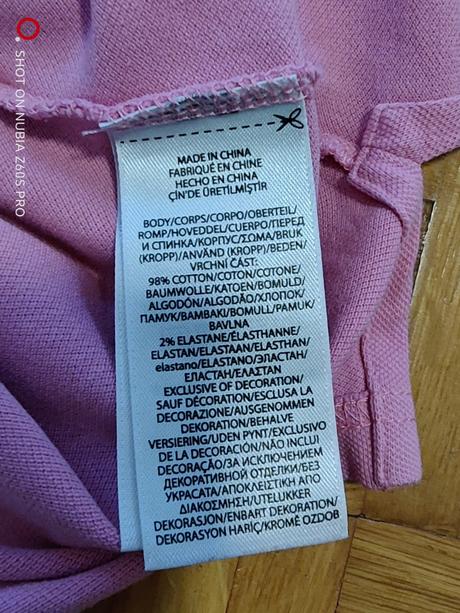 SHOT ON NUBIA Z60S PRO
MADE IN CHINA
FABRIQUÉ EN CHINE
HECHO EN CHINA
ÇİN'DE ÜRETİLMİŞTİR
BODY/CORPS/CORPO/OBERTEIL/
ROMP/HOVEDDEL/CUERPO/ПЕРЕД
И СПИНКА/КОРПУС/ΣΩΜΑ/BRUK
(KROPP)/ANVÄND (KROPP)/BEDEN/
VRCHNÍ ČÁST:
98% COTTON/COTON/COTONE/
BAUMWOLLE/KATOEN/BOMULD/
ALGODÓN/ALGODÃO/ХЛОПОК/
ПАМУК/ΒΑΜΒΑΚΙ/BOMULL/PAMUK/
BAVLNA
2% ELASTANE/ÉLASTHANNE/
ELASTAN/ELASTAAN/ELASTHAN/
elastano/ELASTANO/ЭЛАСТАН/
ЕЛАСТАН/ΕΛΑΣΤΑΝ
EXCLUSIVE OF DECORATION/
SAUF DÉCORATION/ESCLUSA LA
DECORAZIONE/AUSGENOMMEN
DEKORATION/BEHALVE
VERSIERING/UDEN PYNT/EXCLUSIVO
DE LA DECORACIÓN/NÃO INCLUI
DECORAÇÃO/ЗА ИСКЛЮЧЕНИЕМ
ДЕКОРАТИВНОЙ ОТДЕЛКИ/БЕЗ
УКРАСАТА/ΑΠΟΚΛΕΙΣΤΙΚΗ ΑΠΟ
ΔΙΑΚΟΣΜΗΣΗ/UTELUKKER
DEKORASJON/ENBART DEKORATION/
DEKORASYON HARİÇ/KROMĚ OZDOB